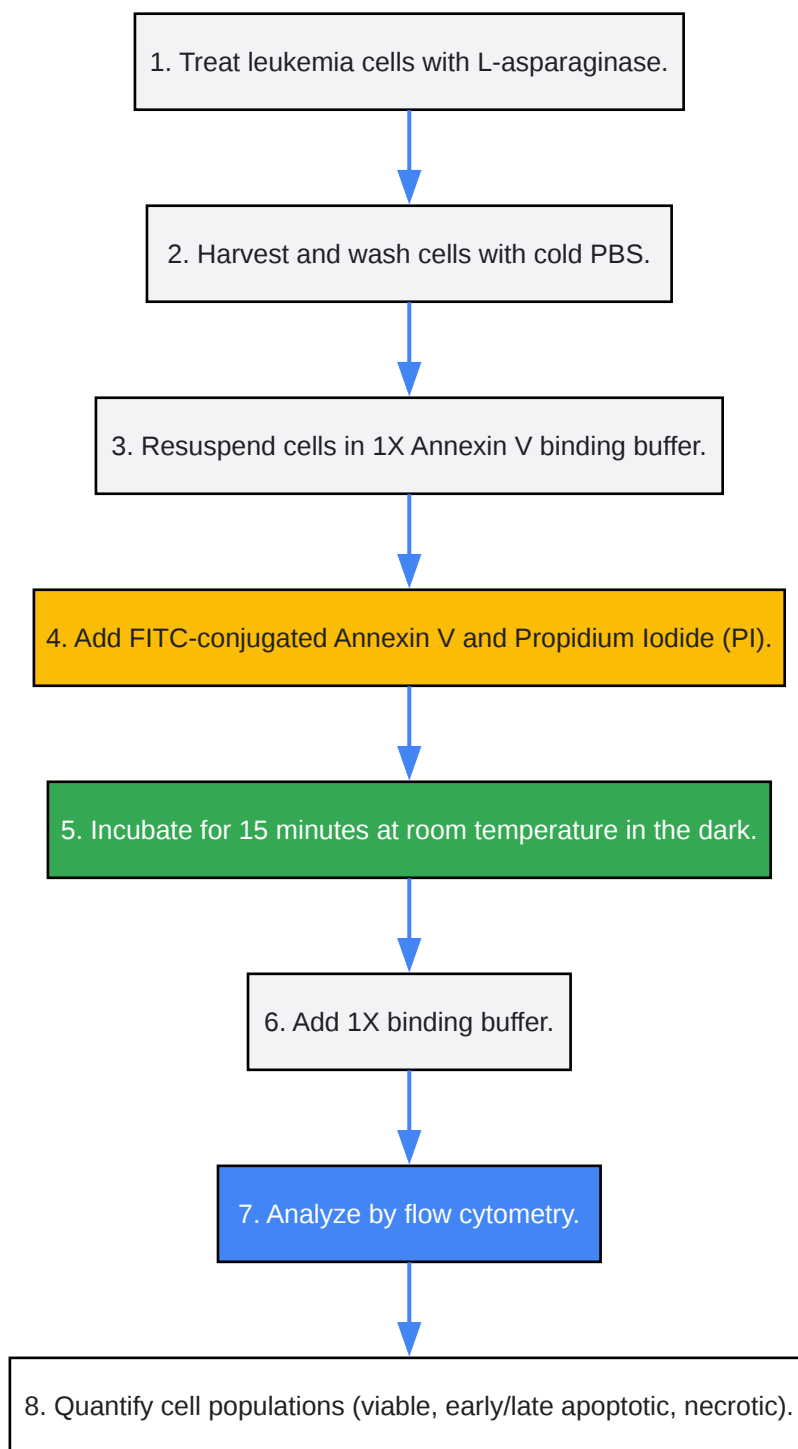 1. Treat leukemia cells with L-asparaginase.
2. Harvest and wash cells with cold PBS.
3. Resuspend cells in 1X Annexin V binding buffer.
4. Add FITC-conjugated Annexin V and Propidium Iodide (PI).
5. Incubate for 15 minutes at room temperature in the dark.
6. Add 1X binding buffer.
7. Analyze by flow cytometry.
8. Quantify cell populations (viable, early/late apoptotic, necrotic).